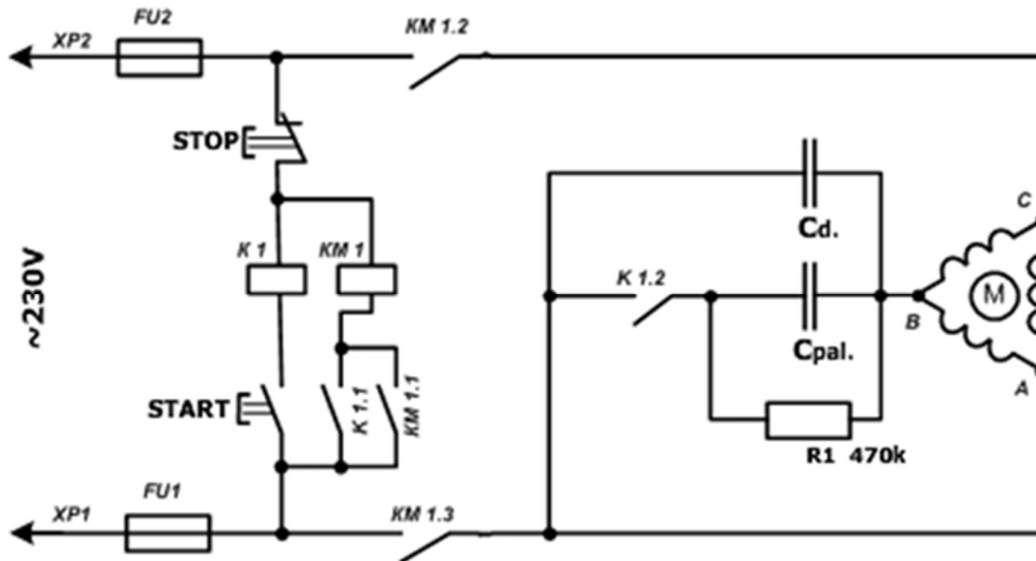 FU2
XP2
KM 1.2
STOP
C
Cd.
K 1
KM 1
K 1.2
~230V
M
B
Cpal.
A
START
K 1.1
KM 1.1
R1 470k
FU1
XP1
KM 1.3